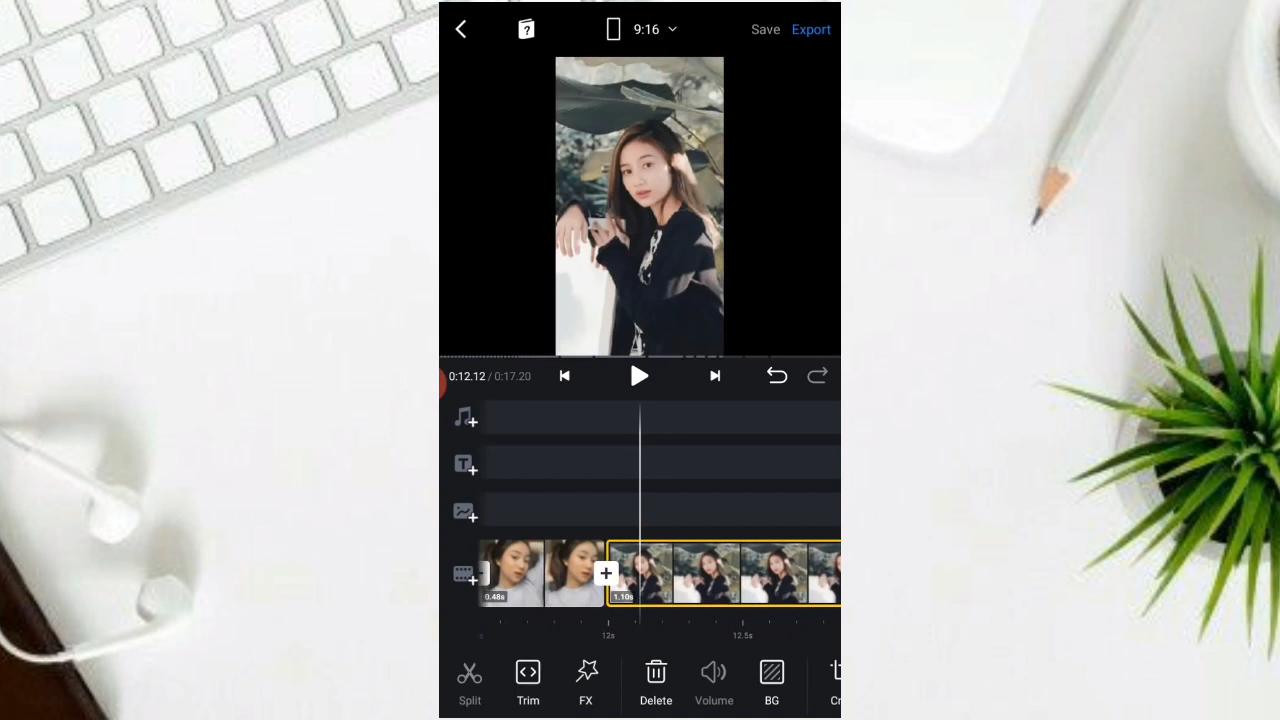 9:16 Save Export
0:12.12 / 0:17.20
0.48s 1.10s
12s 12.5s
Split Trim FX Delete Volume BG